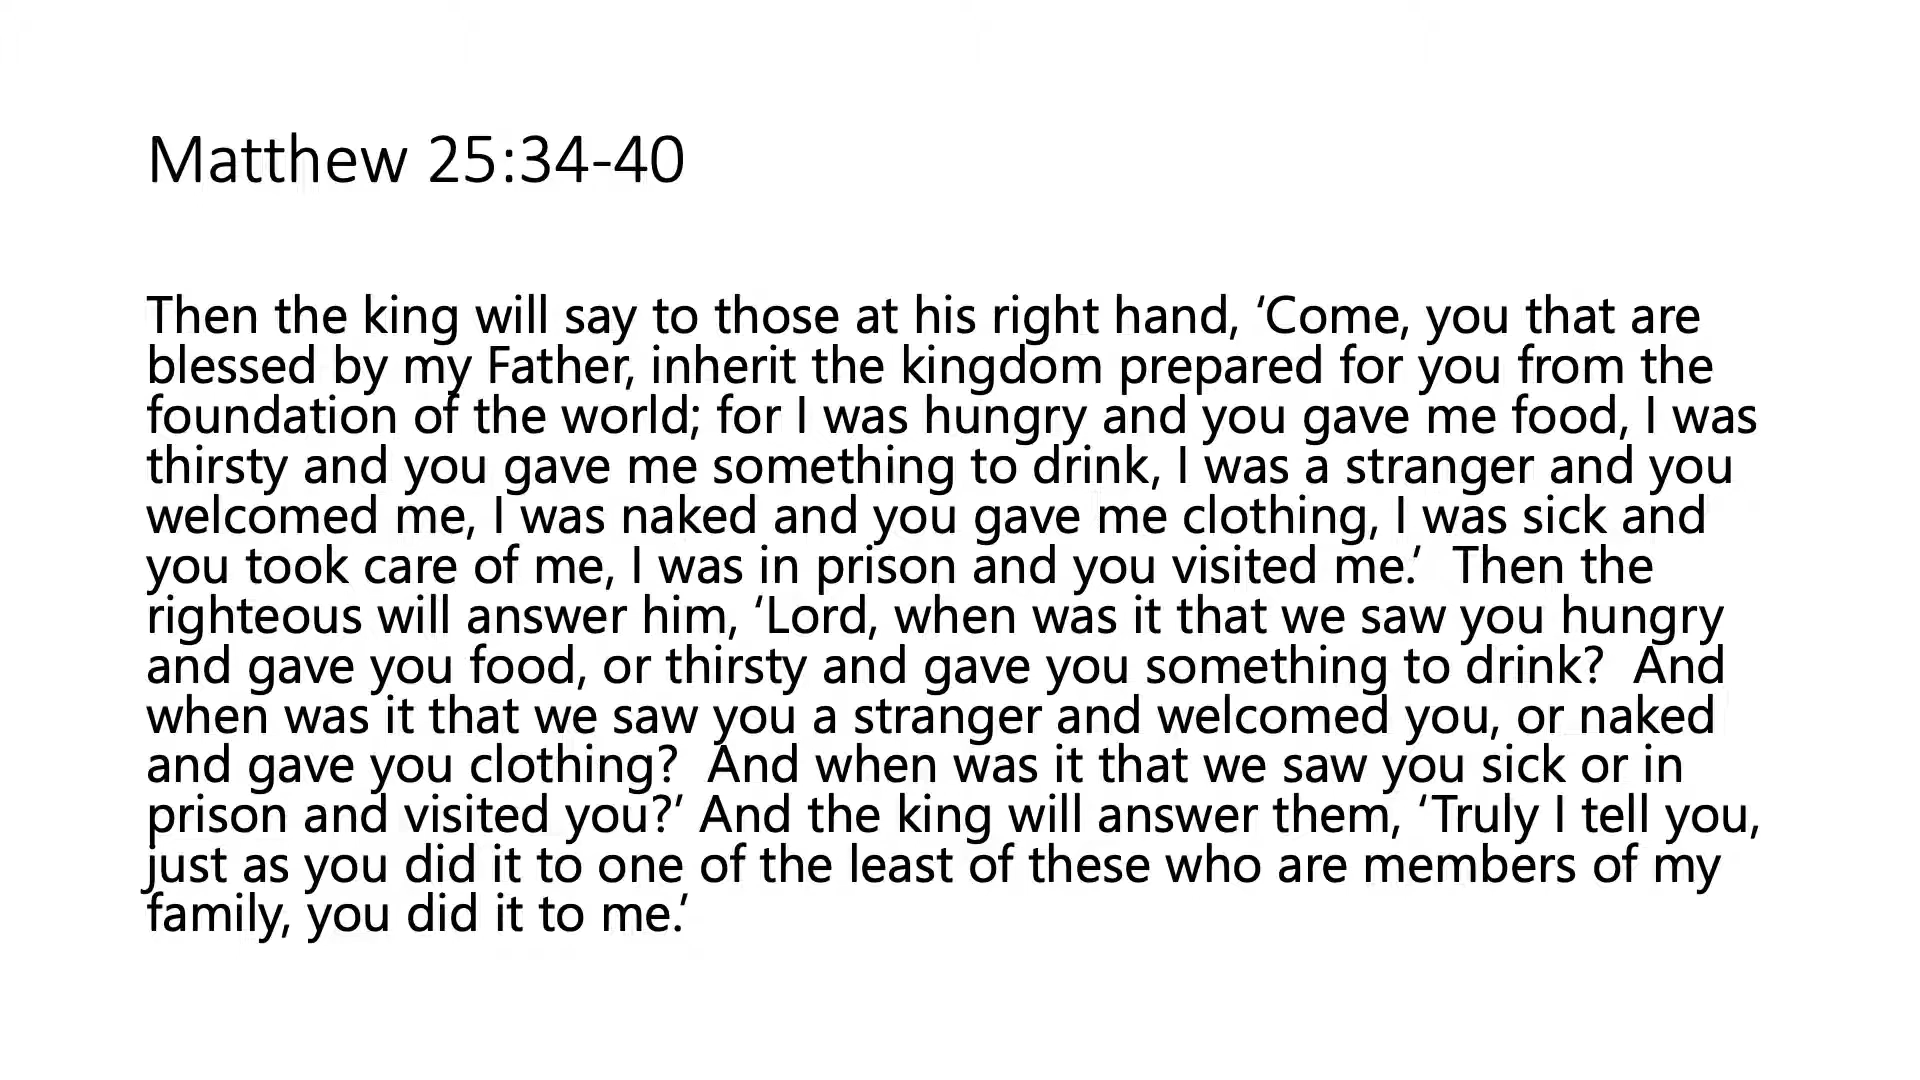 Matthew 25:34-40
Then the king will say to those at his right hand, ‘Come, you that are
blessed by my Father, inherit the kingdom prepared for you from the
foundation of the world; for I was hungry and you gave me food, I was
thirsty and you gave me something to drink, I was a stranger and you
welcomed me, I was naked and you gave me clothing, I was sick and
you took care of me, I was in prison and you visited me.’  Then the
righteous will answer him, ‘Lord, when was it that we saw you hungry
and gave you food, or thirsty and gave you something to drink?  And
when was it that we saw you a stranger and welcomed you, or naked
and gave you clothing?  And when was it that we saw you sick or in
prison and visited you?’ And the king will answer them, ‘Truly I tell you,
just as you did it to one of the least of these who are members of my
family, you did it to me.’